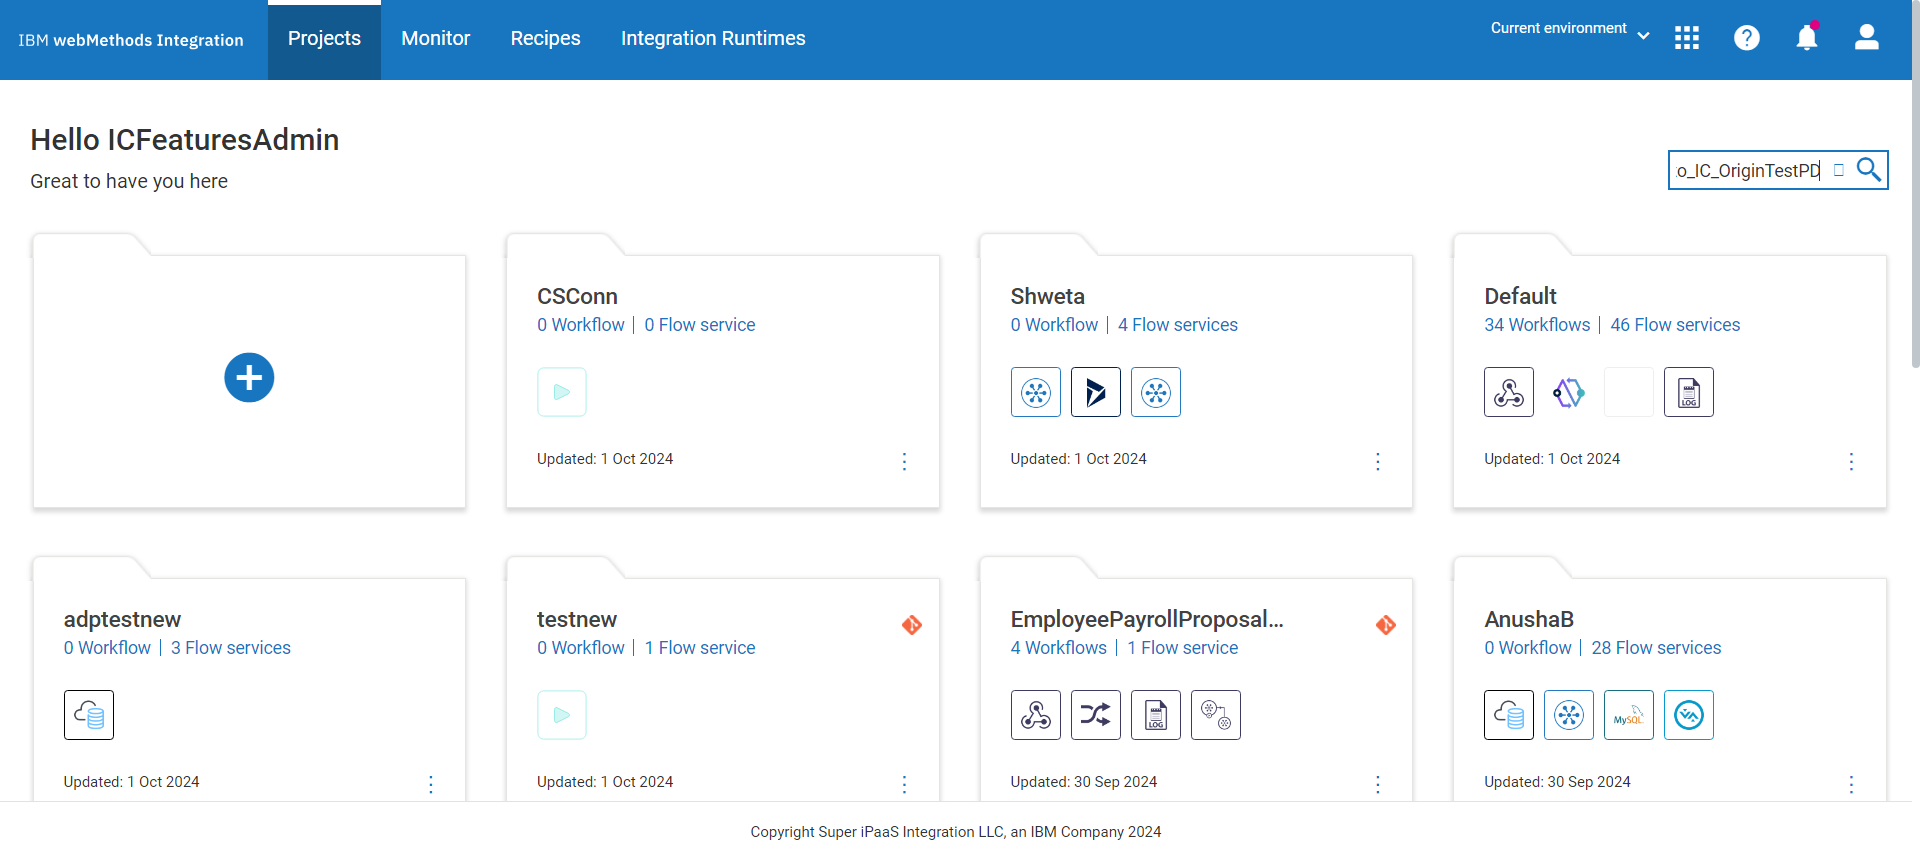 IBM webMethods Integration
Projects
Monitor
Recipes
Integration Runtimes
Current environment
?
Hello ICFeaturesAdmin
Great to have you here
o_IC_OriginTestPD
CSConn
0 Workflow | 0 Flow service
Updated: 1 Oct 2024
Shweta
0 Workflow | 4 Flow services
Updated: 1 Oct 2024
Default
34 Workflows | 46 Flow services
LOG
Updated: 1 Oct 2024
adptestnew
0 Workflow | 3 Flow services
Updated: 1 Oct 2024
testnew
0 Workflow | 1 Flow service
Updated: 1 Oct 2024
EmployeePayrollProposal...
4 Workflows | 1 Flow service
LOG
Updated: 30 Sep 2024
AnushaB
0 Workflow | 28 Flow services
MySQL
Updated: 30 Sep 2024
Copyright Super iPaaS Integration LLC, an IBM Company 2024